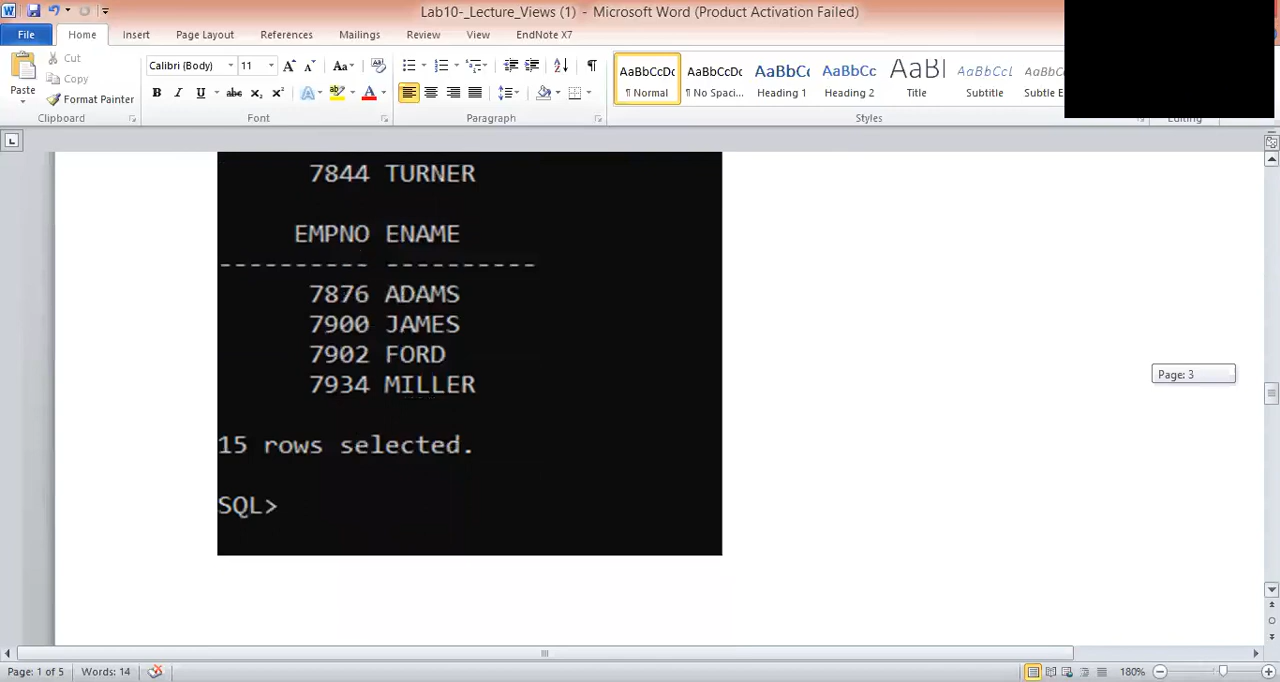 Lab10-_Lecture_Views (1) - Microsoft Word (Product Activation Failed)
File Home Insert Page Layout References Mailings Review View EndNote X7
Paste Cut Copy Format Painter
Calibri (Body) 11
AaBbCcDc ¶ Normal
AaBbCcDc ¶ No Spaci...
AaBbCc Heading 1
AaBbCc Heading 2
AaBl Title
AaBbCcL Subtitle
AaBbCc Subtle E
Clipboard Font Paragraph Styles
7844 TURNER
EMPNO ENAME
---------- ----------
7876 ADAMS
7900 JAMES
7902 FORD
7934 MILLER
15 rows selected.
SQL>
Page: 3
Page: 1 of 5 Words: 14 180%